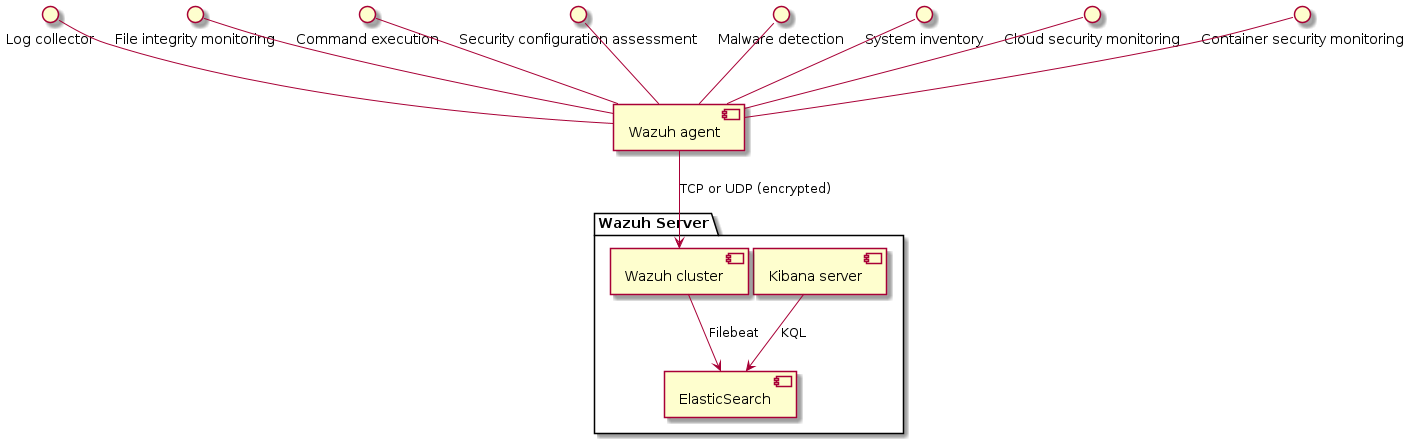 Log collector
File integrity monitoring
Command execution
Security configuration assessment
Malware detection
System inventory
Cloud security monitoring
Container security monitoring
Wazuh agent
TCP or UDP (encrypted)
Wazuh Server
Wazuh cluster
Kibana server
Filebeat
KQL
ElasticSearch